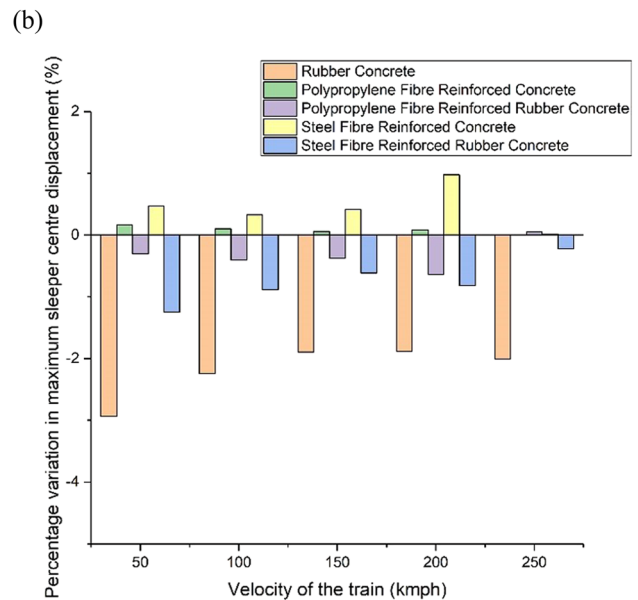 (b)
Rubber Concrete
Polypropylene Fibre Reinforced Concrete
Polypropylene Fibre Reinforced Rubber Concrete
Steel Fibre Reinforced Concrete
Steel Fibre Reinforced Rubber Concrete
Percentage variation in maximum sleeper centre displacement (%)
2
0
-2
-4
50 100 150 200 250
Velocity of the train (kmph)